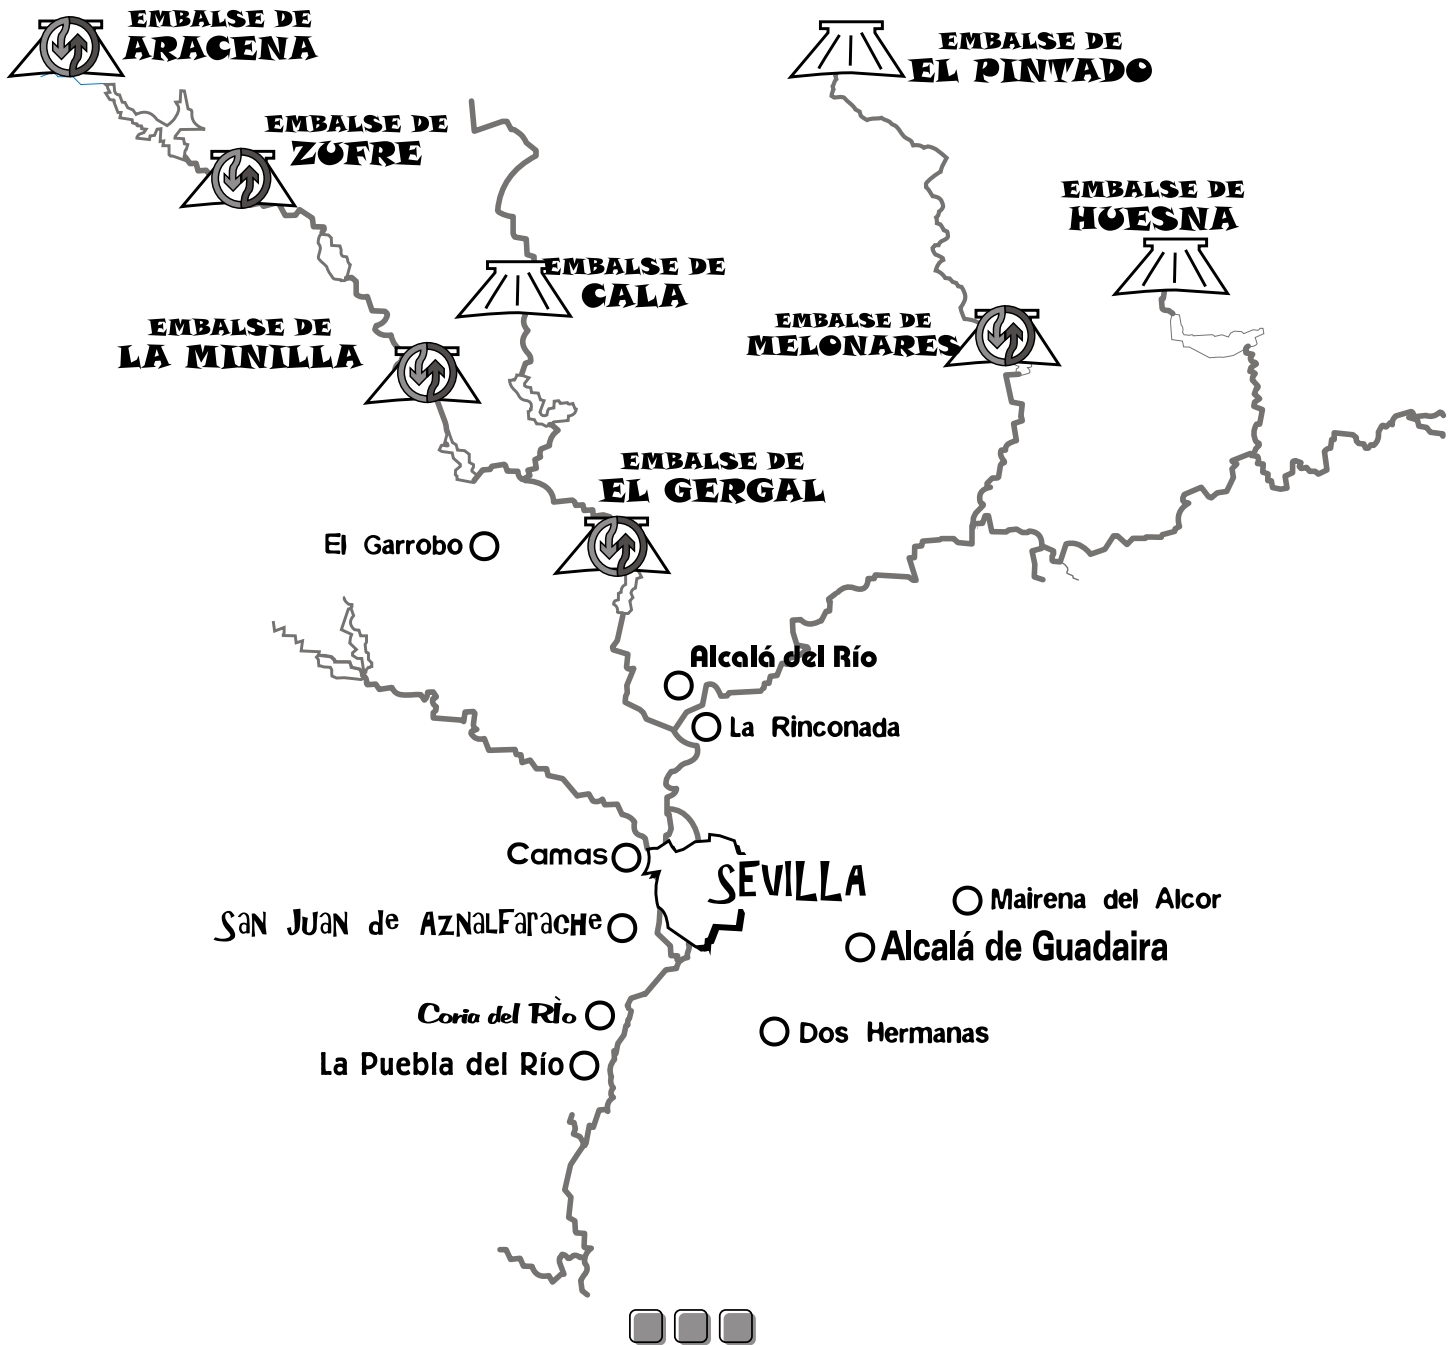 EMBALSE DE
ARACENA
EMBALSE DE
EL PINTADO
EMBALSE DE
ZUFRE
EMBALSE DE
HUESNA
EMBALSE DE
CALA
EMBALSE DE
LA MINILLA
EMBALSE DE
MELONARES
EMBALSE DE
EL GERGAL
El Garrobo
Alcalá del Río
La Rinconada
Camas
SEVILLA
Mairena del Alcor
San Juan de AznalFarache
Alcalá de Guadaira
Coria del RÌo
Dos Hermanas
La Puebla del Río